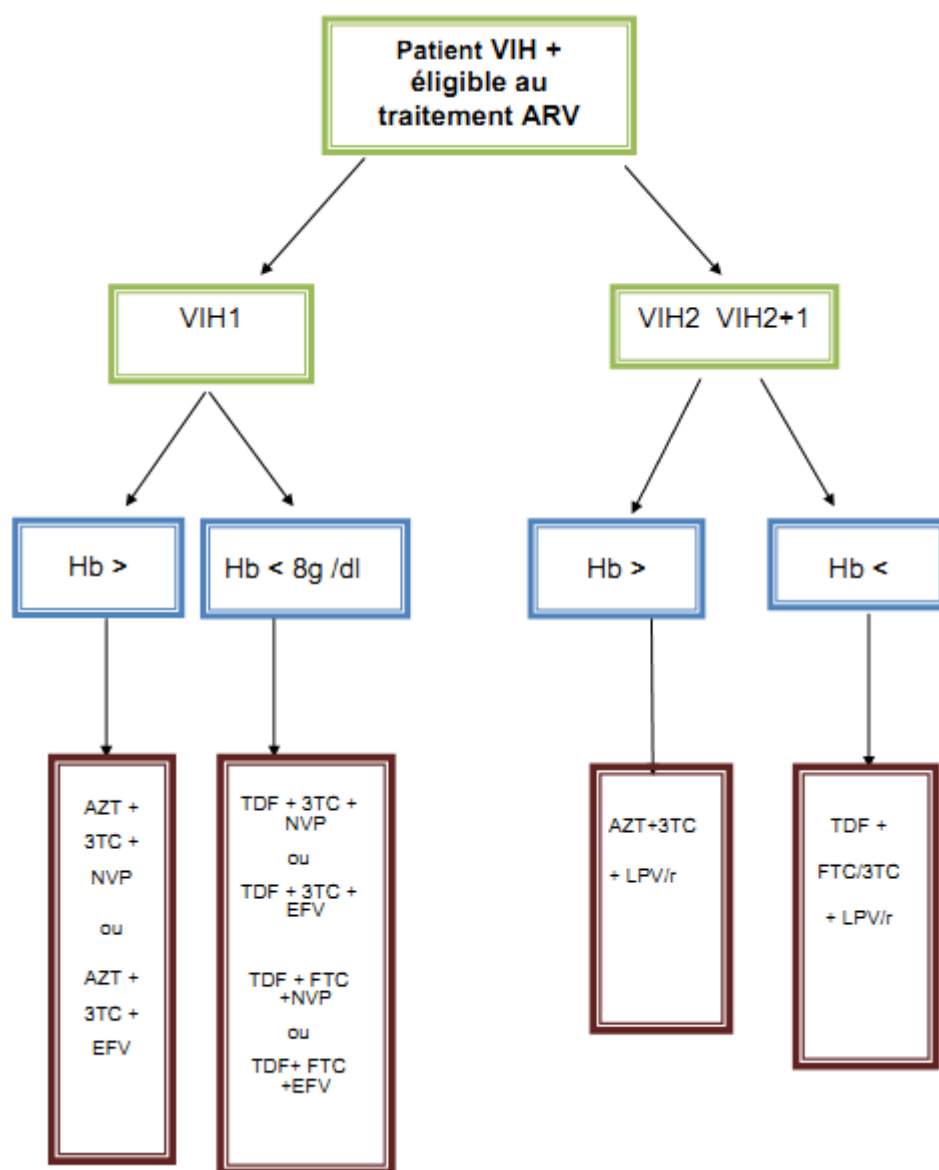 Patient VIH +
éligible au
traitement ARV
VIH1
VIH2 VIH2+1
Hb >
Hb < 8g /dl
Hb >
Hb <
AZT +
3TC +
NVP
ou
AZT +
3TC +
EFV
TDF + 3TC +
NVP
ou
TDF + 3TC +
EFV
TDF + FTC
+NVP
ou
TDF+ FTC
+EFV
AZT+3TC
+ LPV/r
TDF +
FTC/3TC
+ LPV/r